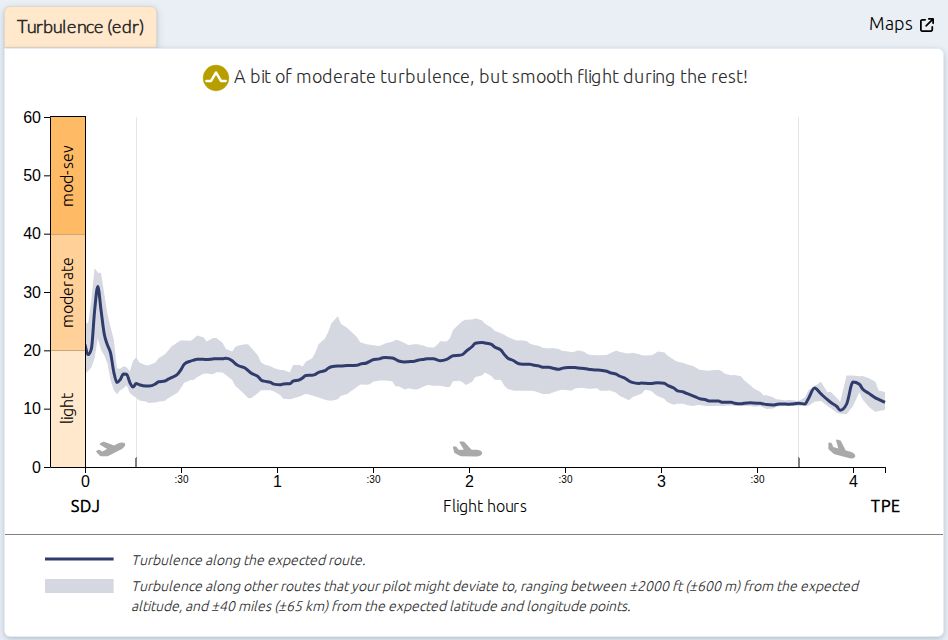 Turbulence (edr)
Maps
A bit of moderate turbulence, but smooth flight during the rest!
60
50
40
30
20
10
0
mod-sev
moderate
light
0
:30
1
:30
2
:30
3
:30
4
SDJ
Flight hours
TPE
Turbulence along the expected route.
Turbulence along other routes that your pilot might deviate to, ranging between ±2000 ft (±600 m) from the expected
altitude, and ±40 miles (±65 km) from the expected latitude and longitude points.